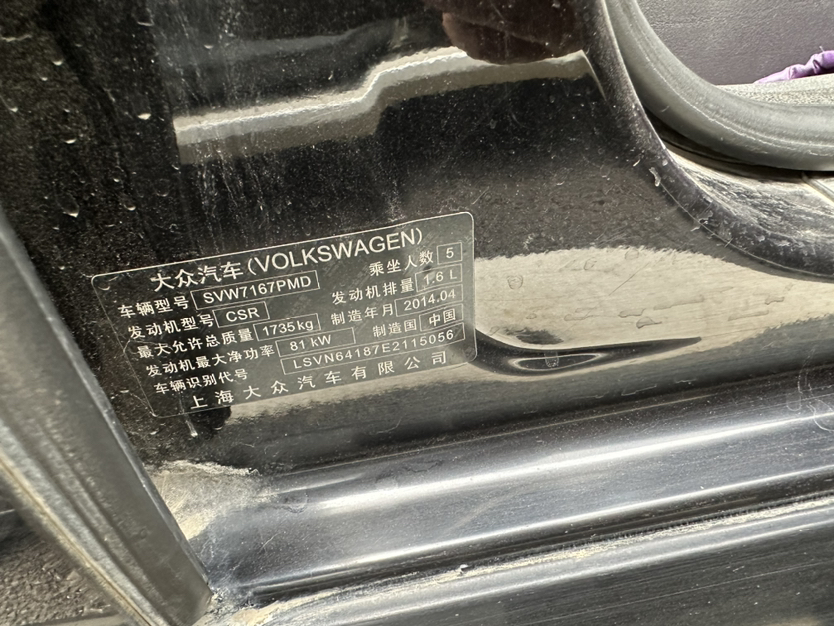 大众汽车(VOLKSWAGEN)
车辆型号 SVW7167PMD 乘坐人数 5
发动机型号 CSR 发动机排量 1.6 L
最大允许总质量 1735kg 制造年月 2014.04
发动机最大净功率 81 kW 制造国 中国
车辆识别代号 LSVN64187E2115056
上海大众汽车有限公司